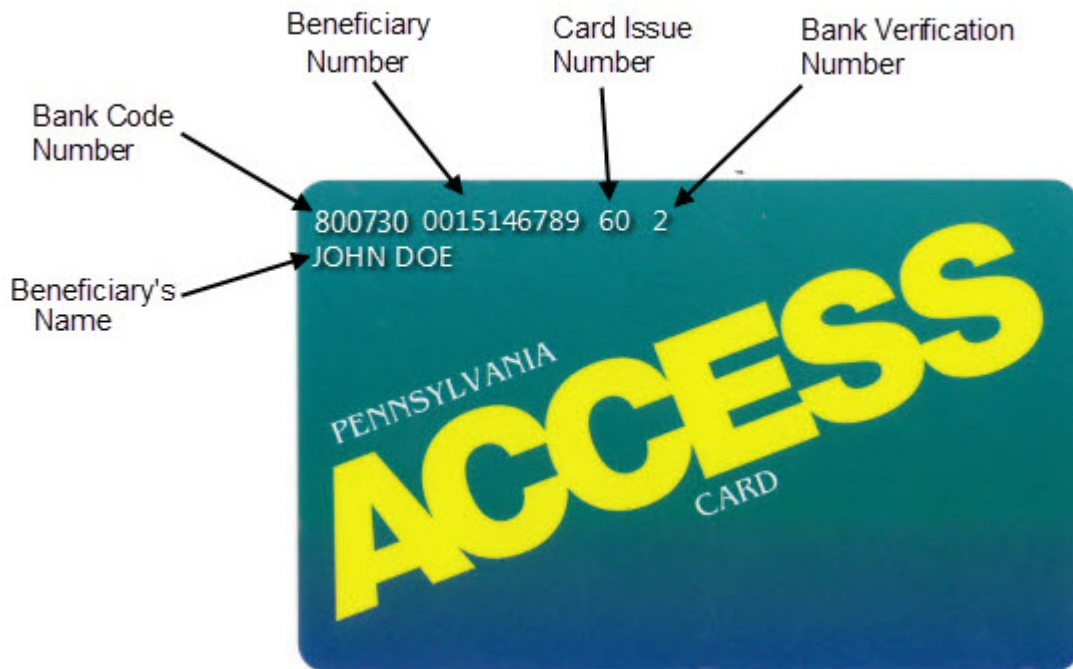 Beneficiary
Number
Card Issue
Number
Bank Verification
Number
Bank Code
Number
800730 0015146789 60 2
JOHN DOE
Beneficiary's
Name
PENNSYLVANIA
ACCESS
CARD